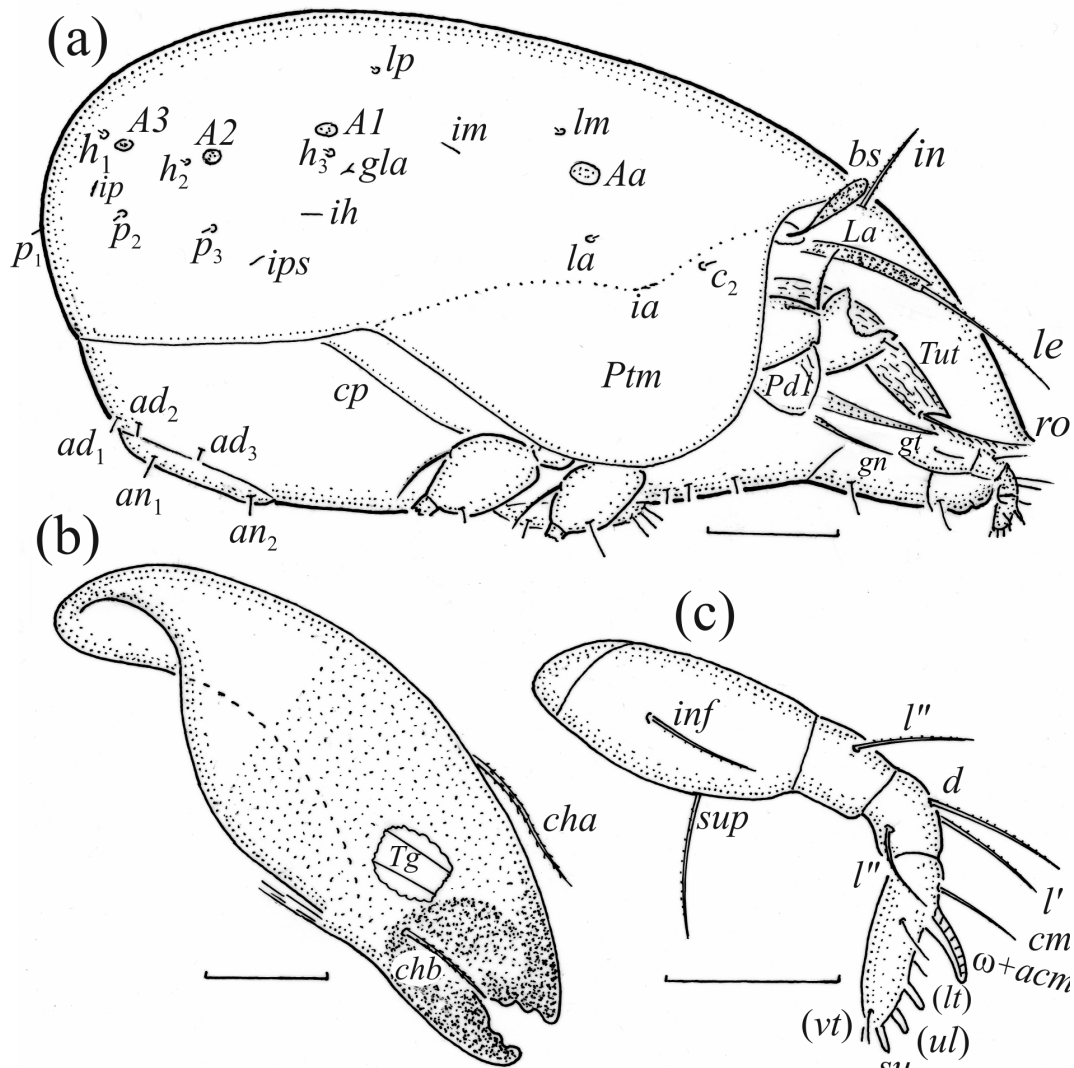 (a)
lp
A3 A2 A1 im lm
h1 h2 h3 gla Aa bs in
ip ih
p1 p2 p3 ips la c2 La
ia le
cp Ptm Pd1 Tut
ad2 ro
ad1 ad3 gt
an1 gn
an2
(b)
cha
Tg
chb
(c)
inf l"
sup d
l"
l'
cm
ω+acm
(lt)
(vt) (ul)
su